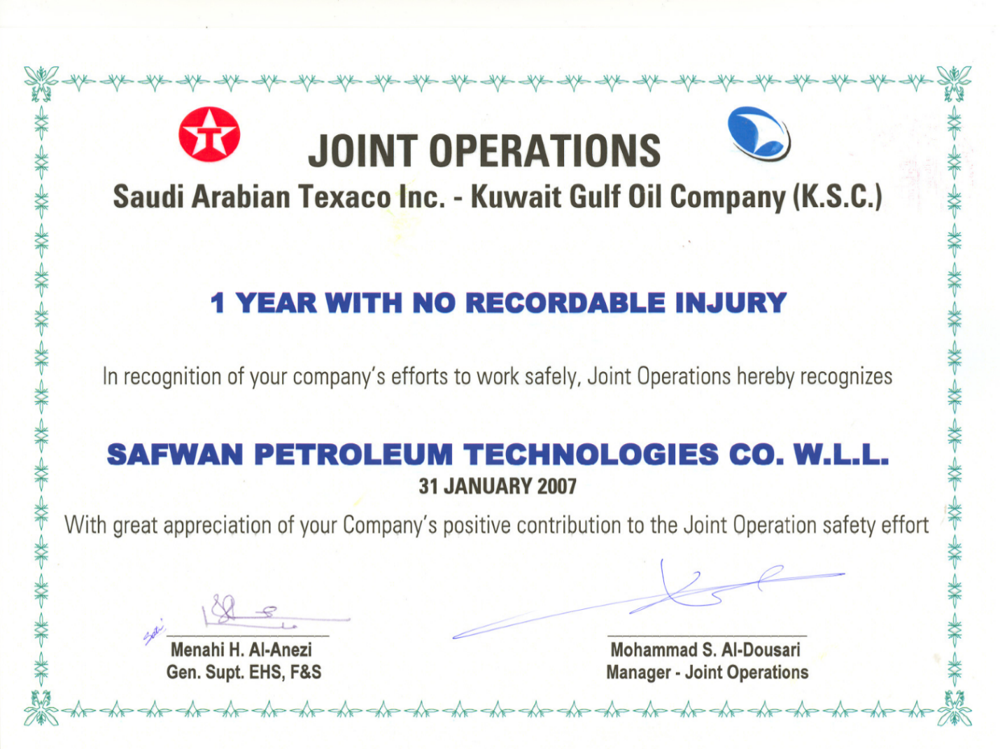 JOINT OPERATIONS
Saudi Arabian Texaco Inc. - Kuwait Gulf Oil Company (K.S.C.)
1 YEAR WITH NO RECORDABLE INJURY
In recognition of your company's efforts to work safely, Joint Operations hereby recognizes
SAFWAN PETROLEUM TECHNOLOGIES CO. W.L.L.
31 JANUARY 2007
With great appreciation of your Company's positive contribution to the Joint Operation safety effort
Menahi H. Al-Anezi
Gen. Supt. EHS, F&S
Mohammad S. Al-Dousari
Manager - Joint Operations